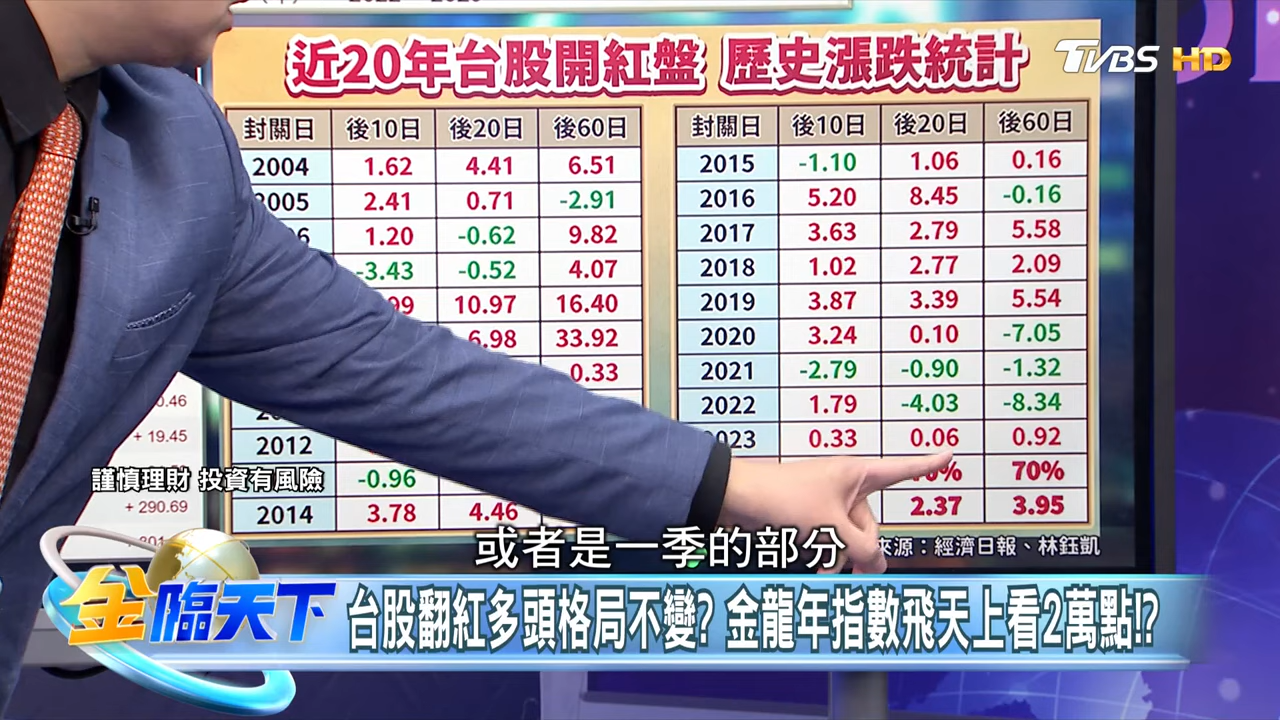 近20年台股開紅盤 歷史漲跌統計
TVBS HD
封關日 後10日 後20日 後60日
2004 1.62 4.41 6.51
2005 2.41 0.71 -2.91
1.20 -0.62 9.82
-3.43 -0.52 4.07
10.97 16.40
6.98 33.92
0.33
2012
-0.96
2014 3.78 4.46
封關日 後10日 後20日 後60日
2015 -1.10 1.06 0.16
2016 5.20 8.45 -0.16
2017 3.63 2.79 5.58
2018 1.02 2.77 2.09
2019 3.87 3.39 5.54
2020 3.24 0.10 -7.05
2021 -2.79 -0.90 -1.32
2022 1.79 -4.03 -8.34
2023 0.33 0.06 0.92
70%
2.37 3.95
來源：經濟日報、林鈺凱
+ 19.45
+ 290.69
謹慎理財 投資有風險
或者是一季的部分
金臨天下
台股翻紅多頭格局不變? 金龍年指數飛天上看2萬點!?